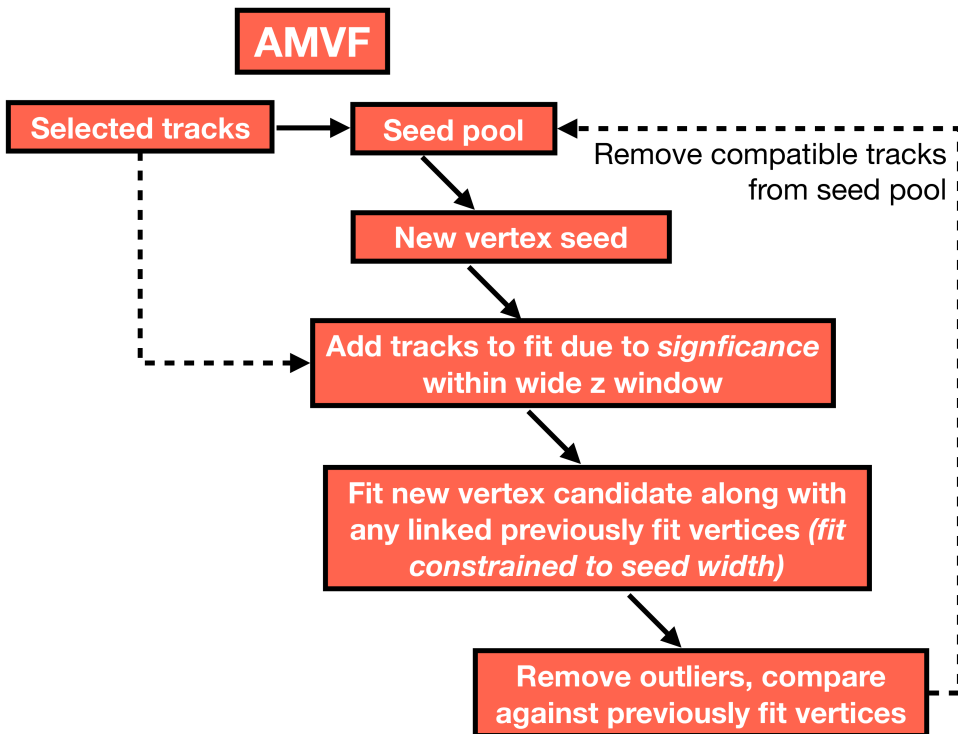 AMVF
Selected tracks
Seed pool
Remove compatible tracks
from seed pool
New vertex seed
Add tracks to fit due to signficance
within wide z window
Fit new vertex candidate along with
any linked previously fit vertices (fit
constrained to seed width)
Remove outliers, compare
against previously fit vertices